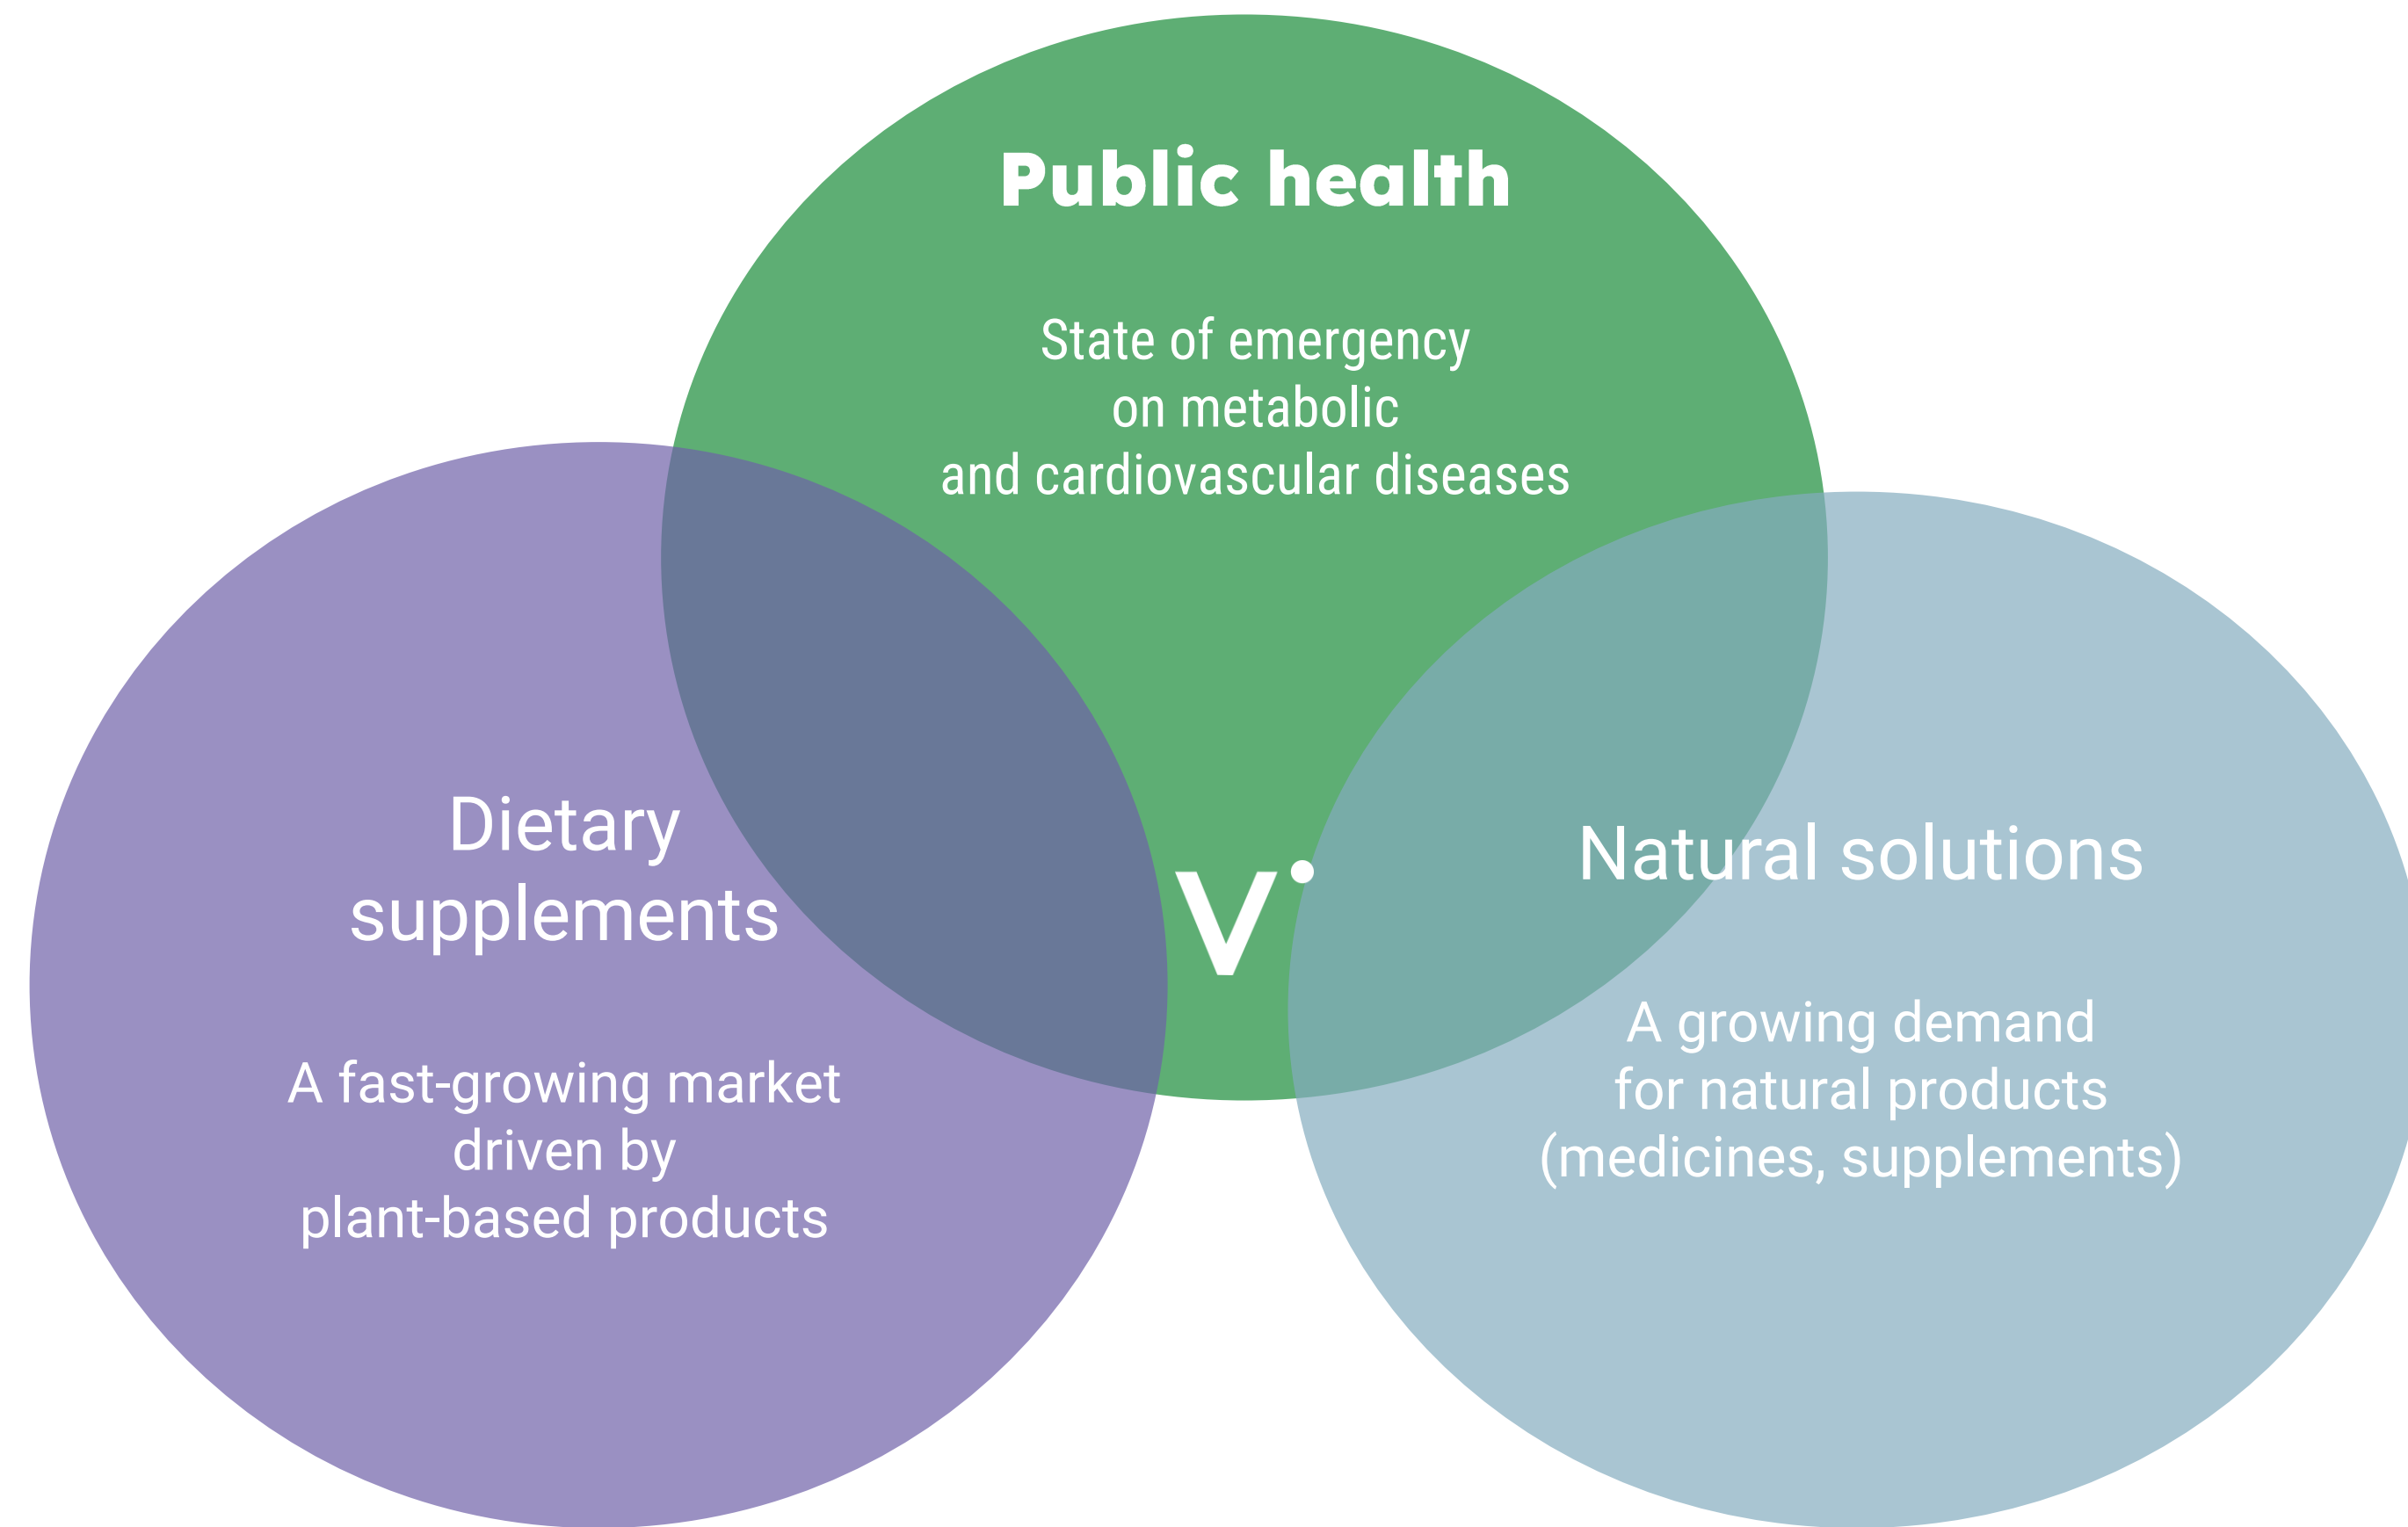 Public health
State of emergency
on metabolic
and cardiovascular diseases
Dietary
supplements
A fast-growing market
driven by
plant-based products
V
Natural solutions
A growing demand
for natural products
(medicines, supplements)